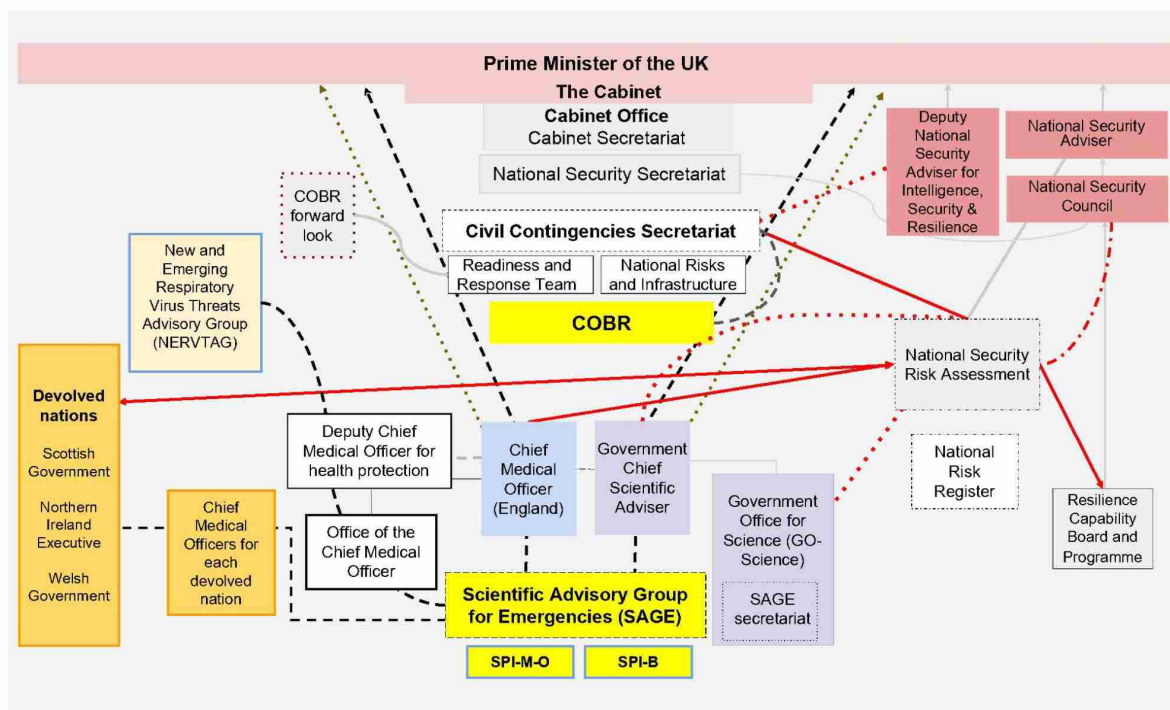 Prime Minister of the UK
The Cabinet
Cabinet Office
Cabinet Secretariat
National Security Secretariat
Deputy
National
Security
Adviser for
Intelligence,
Security &
Resilience
National Security
Adviser
National Security
Council
COBR
forward
look
Civil Contingencies Secretariat
Readiness and
Response Team
National Risks
and Infrastructure
COBR
New and
Emerging
Respiratory
Virus Threats
Advisory Group
(NERVTAG)
National Security
Risk Assessment
Devolved
nations
Scottish
Government
Northern
Ireland
Executive
Welsh
Government
Chief
Medical
Officers for
each
devolved
nation
Deputy Chief
Medical Officer for
health protection
Office of the
Chief Medical
Officer
Chief
Medical
Officer
(England)
Government
Chief
Scientific
Adviser
Government
Office for
Science (GO-
Science)
SAGE
secretariat
National
Risk
Register
Resilience
Capability
Board and
Programme
Scientific Advisory Group
for Emergencies (SAGE)
SPI-M-O
SPI-B